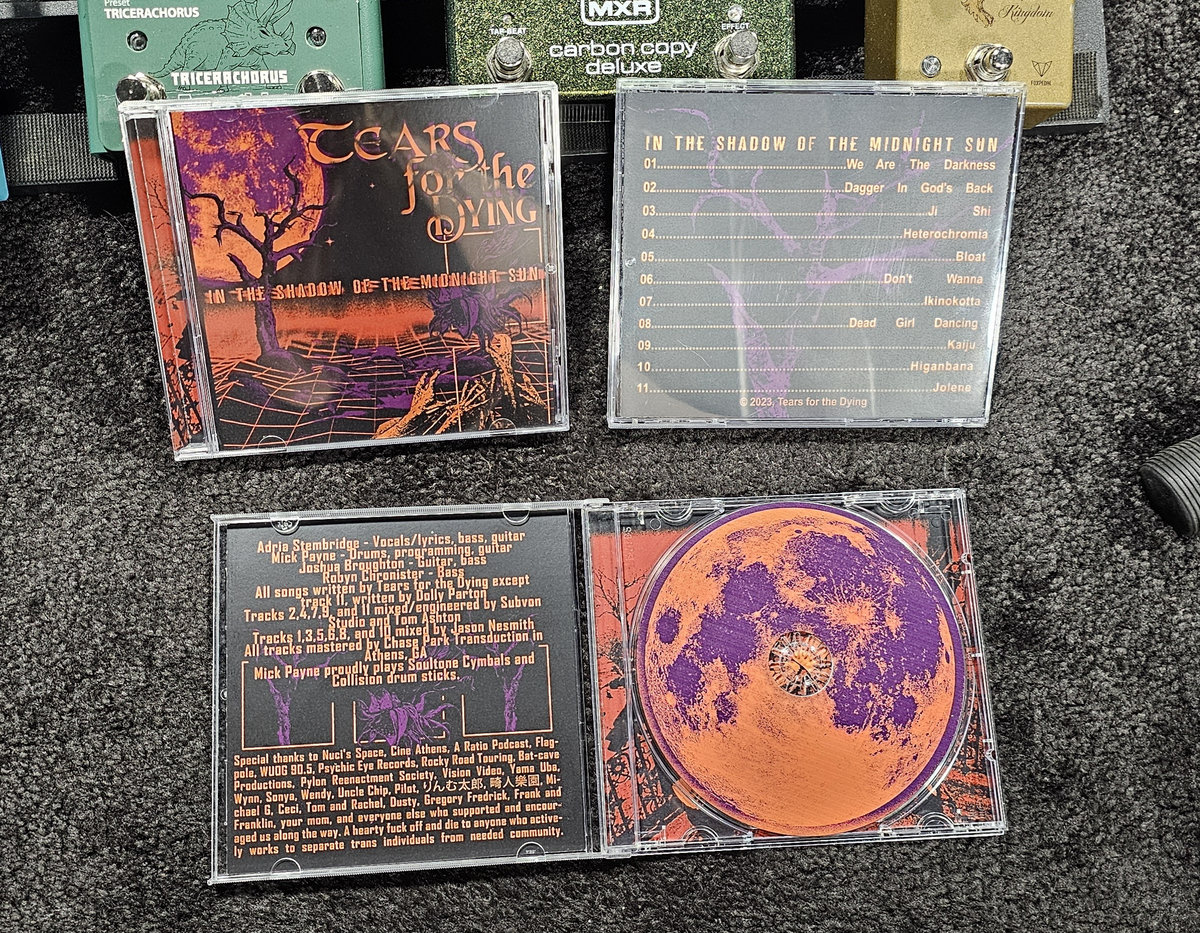 Preset
TRICERACHORUS
TRICERACHORUS
MXR
TAP-BEAT
EFFECT
carbon copy
deluxe
Kingdom
FOXPEDAL
TEARS
for the
DYING
IN THE SHADOW OF THE MIDNIGHT SUN
IN THE SHADOW OF THE MIDNIGHT SUN
01......We Are The Darkness
02......Dagger In God's Back
03......Ji Shi
04......Heterochromia
05......Bloat
06......Don't Wanna
07......Ikinokotta
08......Dead Girl Dancing
09......Kaiju
10......Higanbana
11......Jolene
© 2023, Tears for the Dying
Adria Stembridge - Vocals/lyrics, bass, guitar
Mick Payne - Drums, programming, guitar
Joshua Broughton - Guitar, bass
Robyn Chronister - Bass
All songs written by Tears for the Dying except
track 11, written by Dolly Parton
Tracks 2,4,7,9, and 11 mixed/engineered by Subvon
Studio and Tom Ashton
Tracks 1,3,5,6,8, and 10 mixed by Jason Nesmith
All tracks mastered by Chase Park Transduction in
Athens, GA
Mick Payne proudly plays Soultone Cymbals and
Collision drum sticks.
Special thanks to Nuci's Space, Cine Athens, A Ratio Podcast, Flag-
pole, WUOG 90.5, Psychic Eye Records, Rocky Road Touring, Bat-cave
Productions, Pylon Reenactment Society, Vision Video, Yama Uba,
Wynn, Sonya, Wendy, Uncle Chip, Pilot, りんむ太郎, 畸人樂園, Mi-
chael G, Ceci, Tom and Rachel, Dusty, Gregory Fredrick, Frank and
Franklin, your mom, and everyone else who supported and encour-
aged us along the way. A hearty fuck off and die to anyone who active-
ly works to separate trans individuals from needed community.